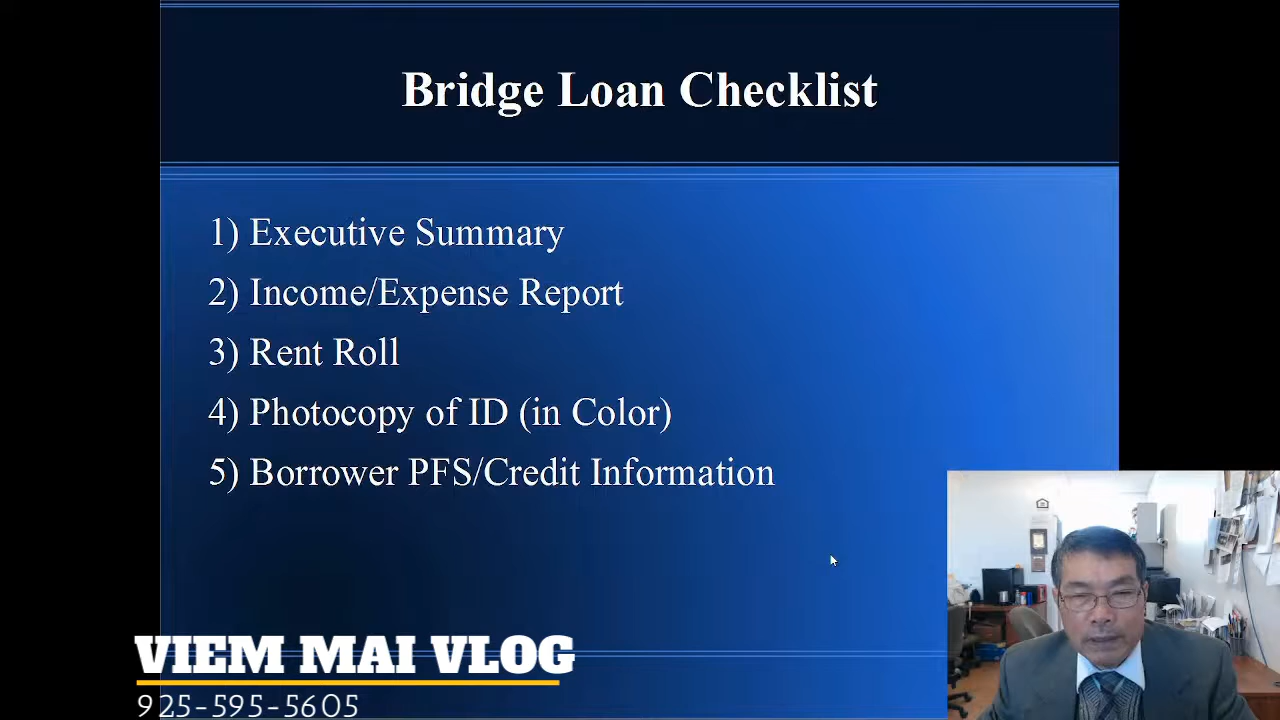 Bridge Loan Checklist
1) Executive Summary
2) Income/Expense Report
3) Rent Roll
4) Photocopy of ID (in Color)
5) Borrower PFS/Credit Information
VIEM MAI VLOG
925-595-5605